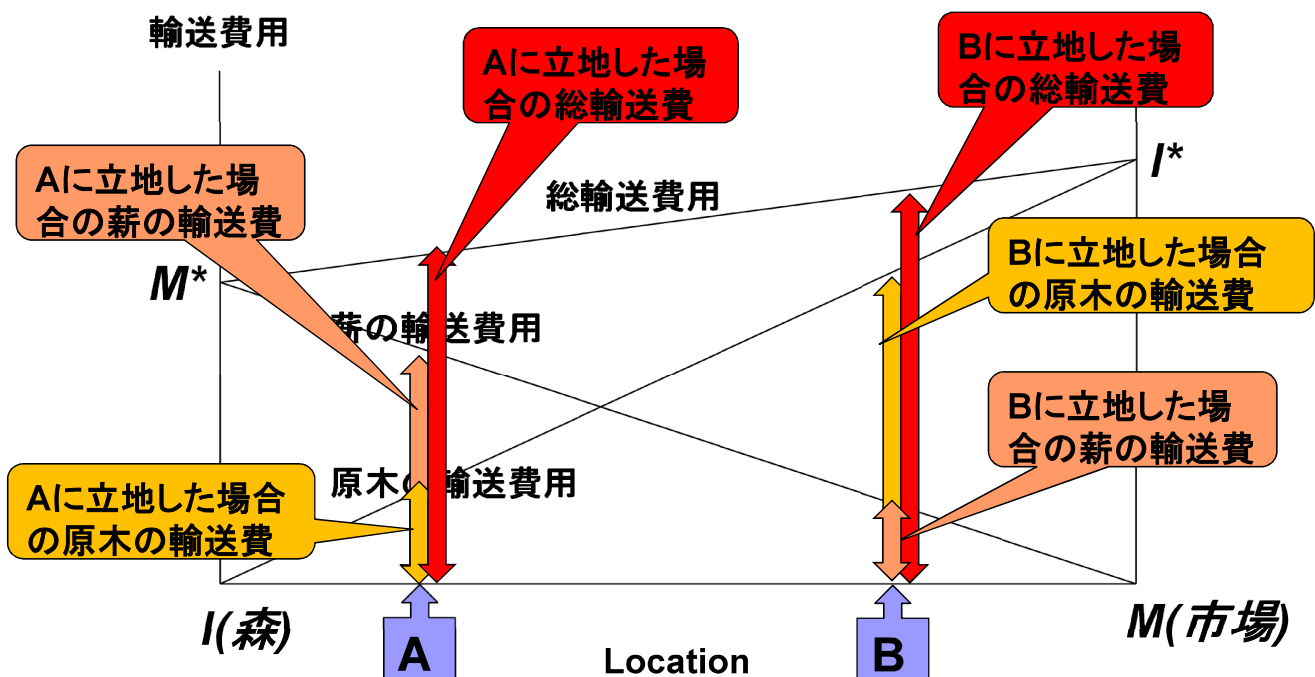 輸送費用
Aに立地した場
合の総輸送費
Bに立地した場
合の総輸送費
I*
Aに立地した場
合の薪の輸送費
総輸送費用
M*
Bに立地した場合
の原木の輸送費
薪の輸送費用
Bに立地した場
合の薪の輸送費
原木の輸送費用
Aに立地した場合
の原木の輸送費
I(森)
A
Location
B
M(市場)